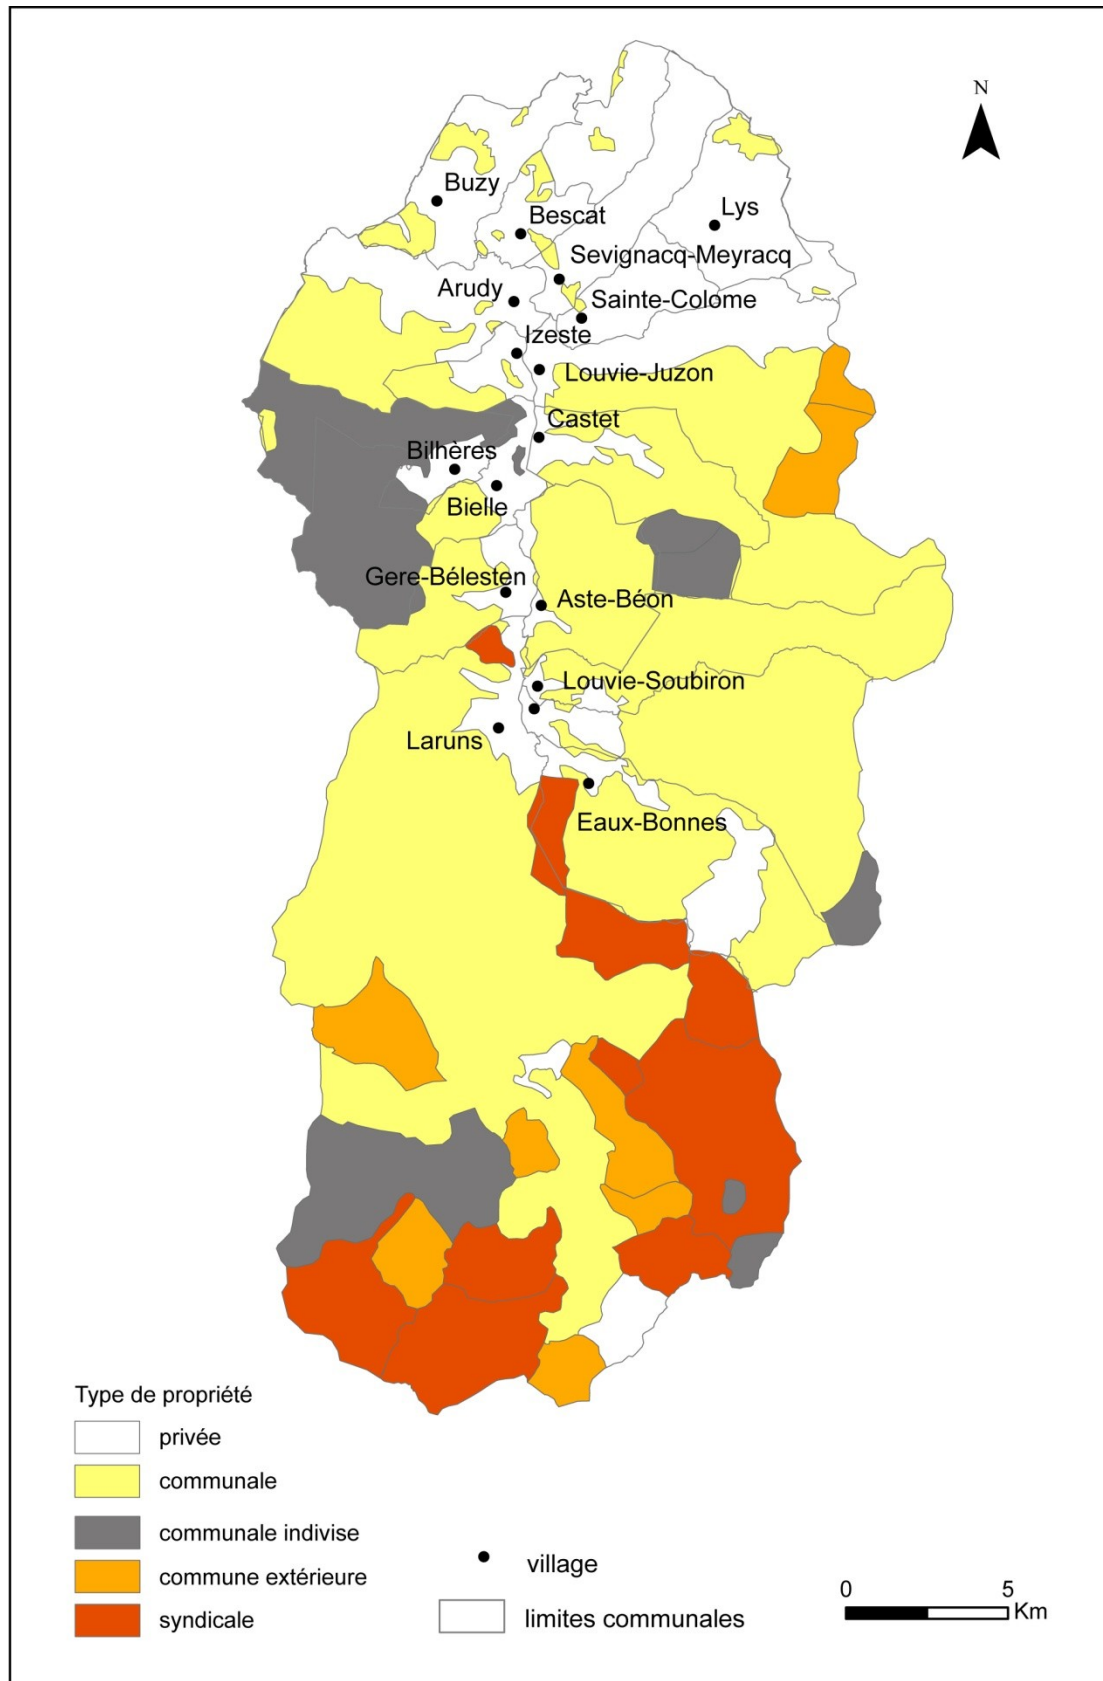 N
Buzy
Lys
Bescat
Sevignacq-Meyracq
Arudy
Sainte-Colome
Izeste
Louvie-Juzon
Castet
Bilhères
Bielle
Gere-Bélesten
Aste-Béon
Louvie-Soubiron
Laruns
Eaux-Bonnes
Type de propriété
privée
communale
communale indivise
commune extérieure
syndicale
village
limites communales
0 5
Km